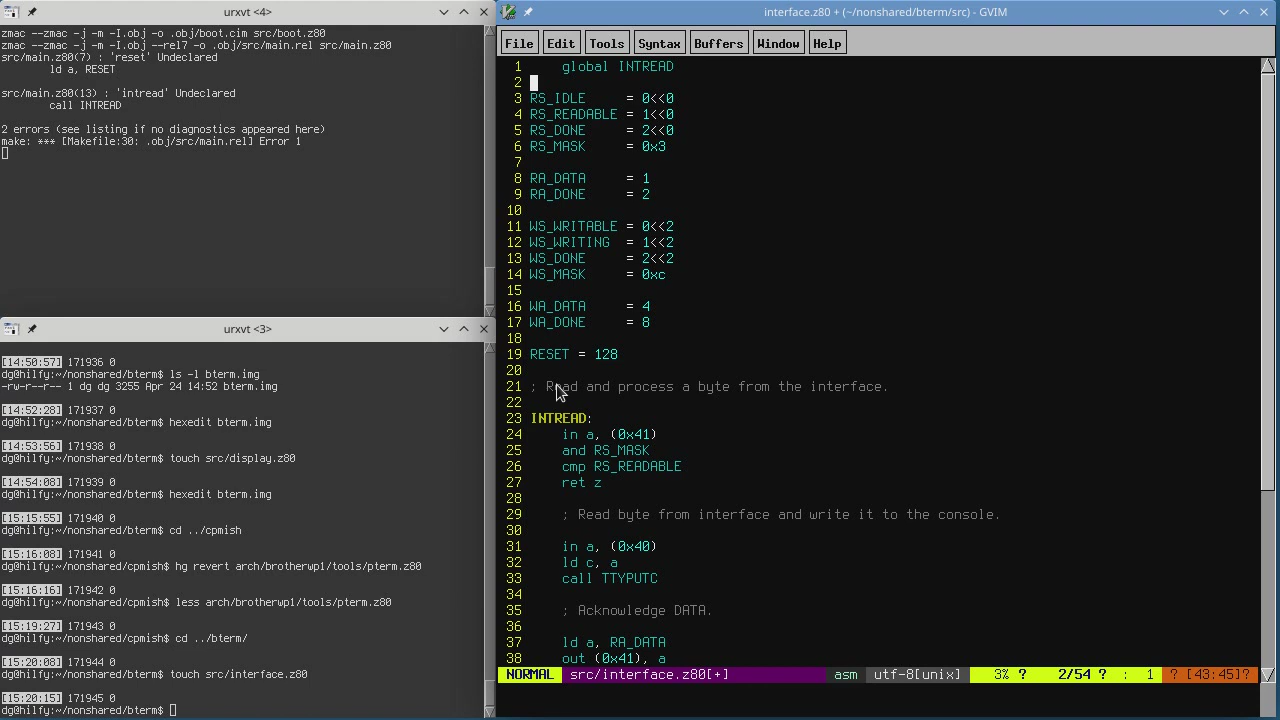 urxvt <4>
zmac --zmac -j -m -I.obj -o .obj/boot.cim src/boot.z80
zmac --zmac -j -m -I.obj --rel7 -o .obj/src/main.rel src/main.z80
src/main.z80(7) : 'reset' Undeclared
ld a, RESET
src/main.z80(13) : 'intread' Undeclared
call INTREAD
2 errors (see listing if no diagnostics appeared here)
make: *** [Makefile:30: .obj/src/main.rel] Error 1
urxvt <3>
[14:50:57] 171936 0
dg@hilfy:~/nonshared/bterm$ ls -l bterm.img
-rw-r--r-- 1 dg dg 3255 Apr 24 14:52 bterm.img
[14:52:28] 171937 0
dg@hilfy:~/nonshared/bterm$ hexedit bterm.img
[14:53:56] 171938 0
dg@hilfy:~/nonshared/bterm$ touch src/display.z80
[14:54:08] 171939 0
dg@hilfy:~/nonshared/bterm$ hexedit bterm.img
[15:15:55] 171940 0
dg@hilfy:~/nonshared/bterm$ cd ../cpmish
[15:16:08] 171941 0
dg@hilfy:~/nonshared/cpmish$ hg revert arch/brotherwp1/tools/pterm.z80
[15:16:16] 171942 0
dg@hilfy:~/nonshared/cpmish$ less arch/brotherwp1/tools/pterm.z80
[15:19:27] 171943 0
dg@hilfy:~/nonshared/cpmish$ cd ../bterm/
[15:20:08] 171944 0
dg@hilfy:~/nonshared/bterm$ touch src/interface.z80
[15:20:15] 171945 0
dg@hilfy:~/nonshared/bterm$
interface.z80 + (~/nonshared/bterm/src) - GVIM
File Edit Tools Syntax Buffers Window Help
1 global INTREAD
2
3 RS_IDLE = 0<<0
4 RS_READABLE = 1<<0
5 RS_DONE = 2<<0
6 RS_MASK = 0x3
7
8 RA_DATA = 1
9 RA_DONE = 2
10
11 WS_WRITABLE = 0<<2
12 WS_WRITING = 1<<2
13 WS_DONE = 2<<2
14 WS_MASK = 0xc
15
16 WA_DATA = 4
17 WA_DONE = 8
18
19 RESET = 128
20
21 ; Read and process a byte from the interface.
22
23 INTREAD:
24 in a, (0x41)
25 and RS_MASK
26 cmp RS_READABLE
27 ret z
28
29 ; Read byte from interface and write it to the console.
30
31 in a, (0x40)
32 ld c, a
33 call TTYPUTC
34
35 ; Acknowledge DATA.
36
37 ld a, RA_DATA
38 out (0x41), a
NORMAL src/interface.z80[+] asm utf-8[unix] 3% ? 2/54 ? : 1 ? [43:45]?